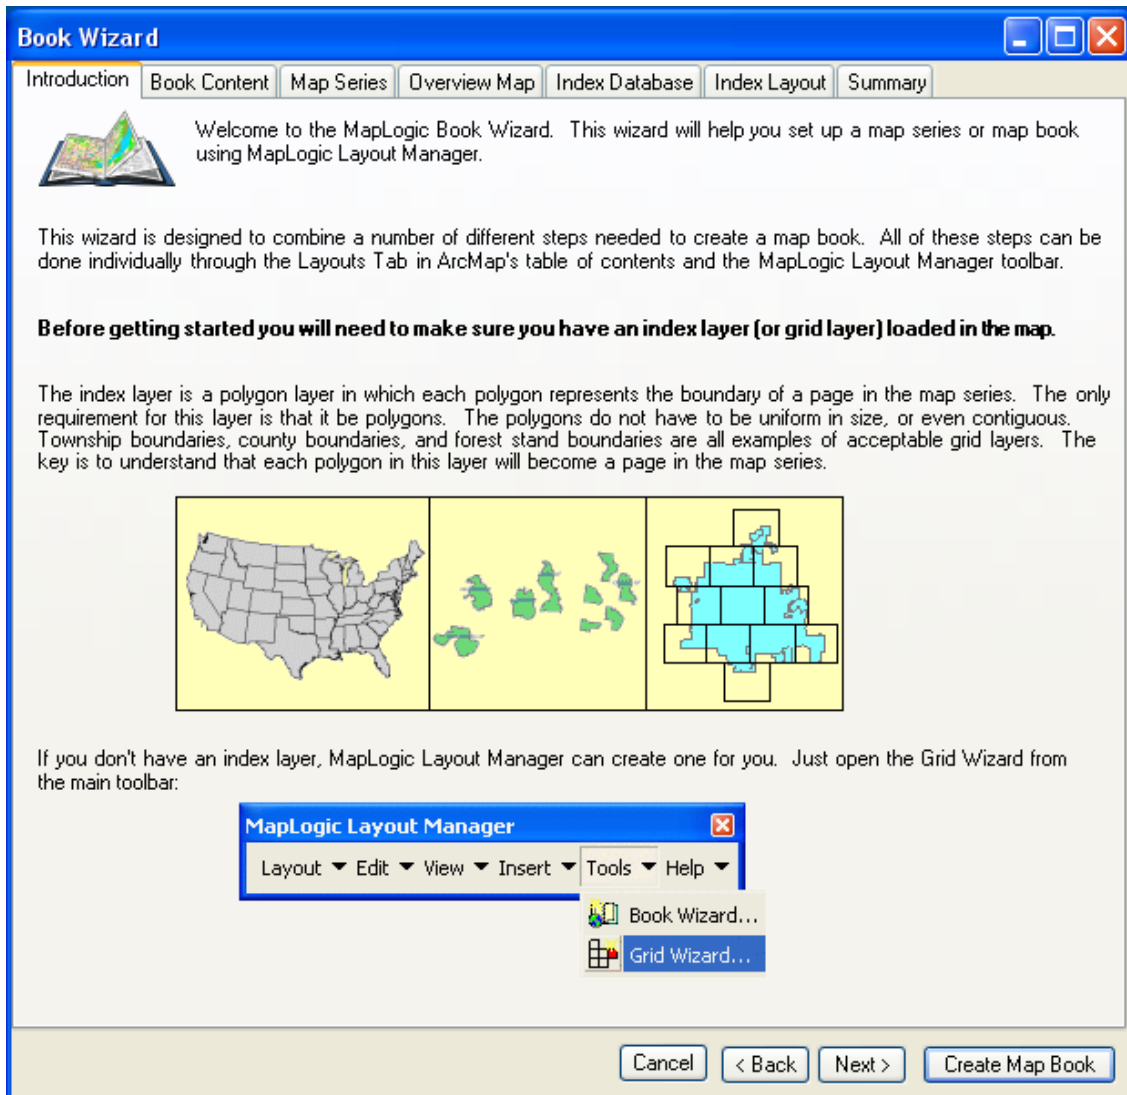 Book Wizard
Introduction Book Content Map Series Overview Map Index Database Index Layout Summary
Welcome to the MapLogic Book Wizard. This wizard will help you set up a map series or map book
using MapLogic Layout Manager.
This wizard is designed to combine a number of different steps needed to create a map book. All of these steps can be
done individually through the Layouts Tab in ArcMap's table of contents and the MapLogic Layout Manager toolbar.
Before getting started you will need to make sure you have an index layer (or grid layer) loaded in the map.
The index layer is a polygon layer in which each polygon represents the boundary of a page in the map series. The only
requirement for this layer is that it be polygons. The polygons do not have to be uniform in size, or even contiguous.
Township boundaries, county boundaries, and forest stand boundaries are all examples of acceptable grid layers. The
key is to understand that each polygon in this layer will become a page in the map series.
If you don't have an index layer, MapLogic Layout Manager can create one for you. Just open the Grid Wizard from
the main toolbar:
MapLogic Layout Manager
Layout Edit View Insert Tools Help
Book Wizard...
Grid Wizard...
Cancel < Back Next > Create Map Book